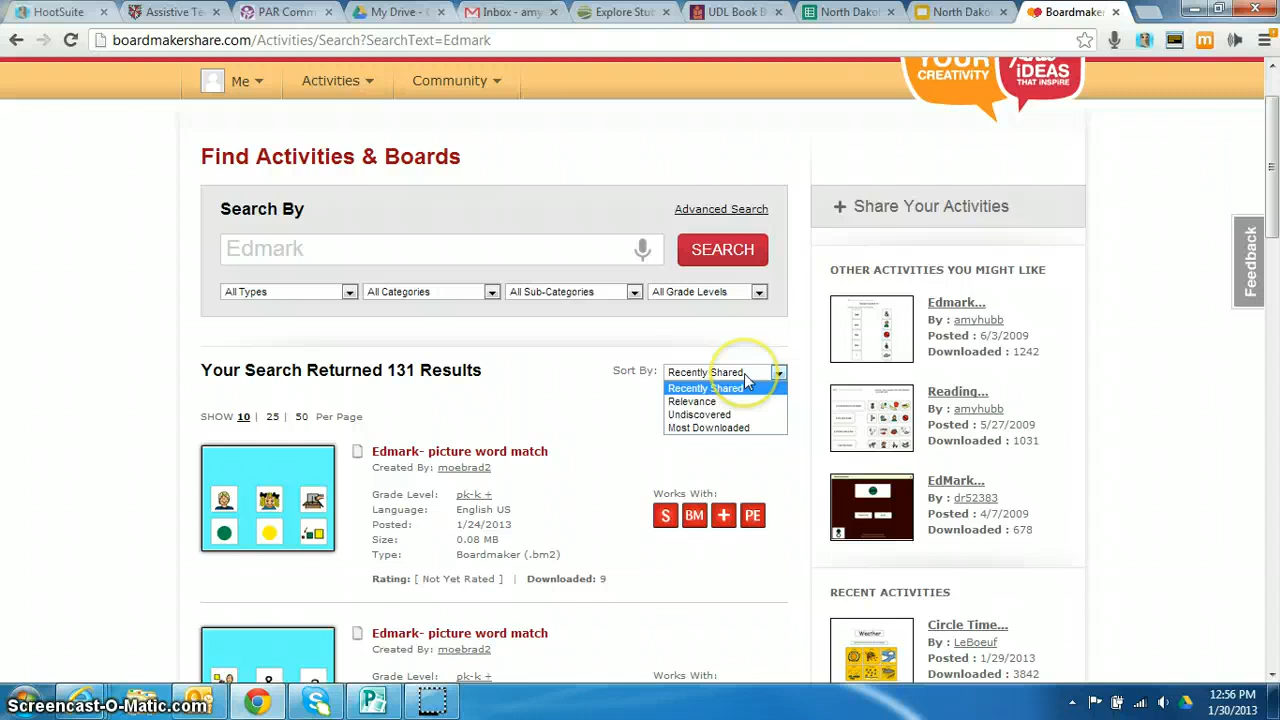 HootSuite
Assistive Te
PAR Comm
My Drive - D
Inbox - amy
Explore Stu
UDL Book B
North Dakot
North Dakot
Boardmaker
boardmakershare.com/Activities/Search?SearchText=Edmark
Me
Activities
Community
YOUR
CREATIVITY
IDEAS
THAT INSPIRE
Find Activities & Boards
Search By
Advanced Search
Edmark
SEARCH
All Types
All Categories
All Sub-Categories
All Grade Levels
Your Search Returned 131 Results
Sort By:
Recently Shared
Recently Shared
Relevance
Undiscovered
Most Downloaded
SHOW 10 | 25 | 50 Per Page
Edmark- picture word match
Created By: moebrad2
Grade Level: pk-k +
Language: English US
Posted: 1/24/2013
Size: 0.08 MB
Type: Boardmaker (.bm2)
Rating: [ Not Yet Rated ] | Downloaded: 9
Works With:
S BM + PE
Edmark- picture word match
Created By: moebrad2
Grade Level: pk-k +
Works With:
+ Share Your Activities
OTHER ACTIVITIES YOU MIGHT LIKE
Edmark...
By : amyhubb
Posted : 6/3/2009
Downloaded : 1242
Reading...
By : amyhubb
Posted : 5/27/2009
Downloaded : 1031
EdMark...
By : dr52383
Posted : 4/7/2009
Downloaded : 678
RECENT ACTIVITIES
Weather
Circle Time...
By : LeBoeuf
Posted : 1/29/2013
Downloaded : 3842
Feedback
Screencast-O-Matic.com
12:56 PM
1/30/2013